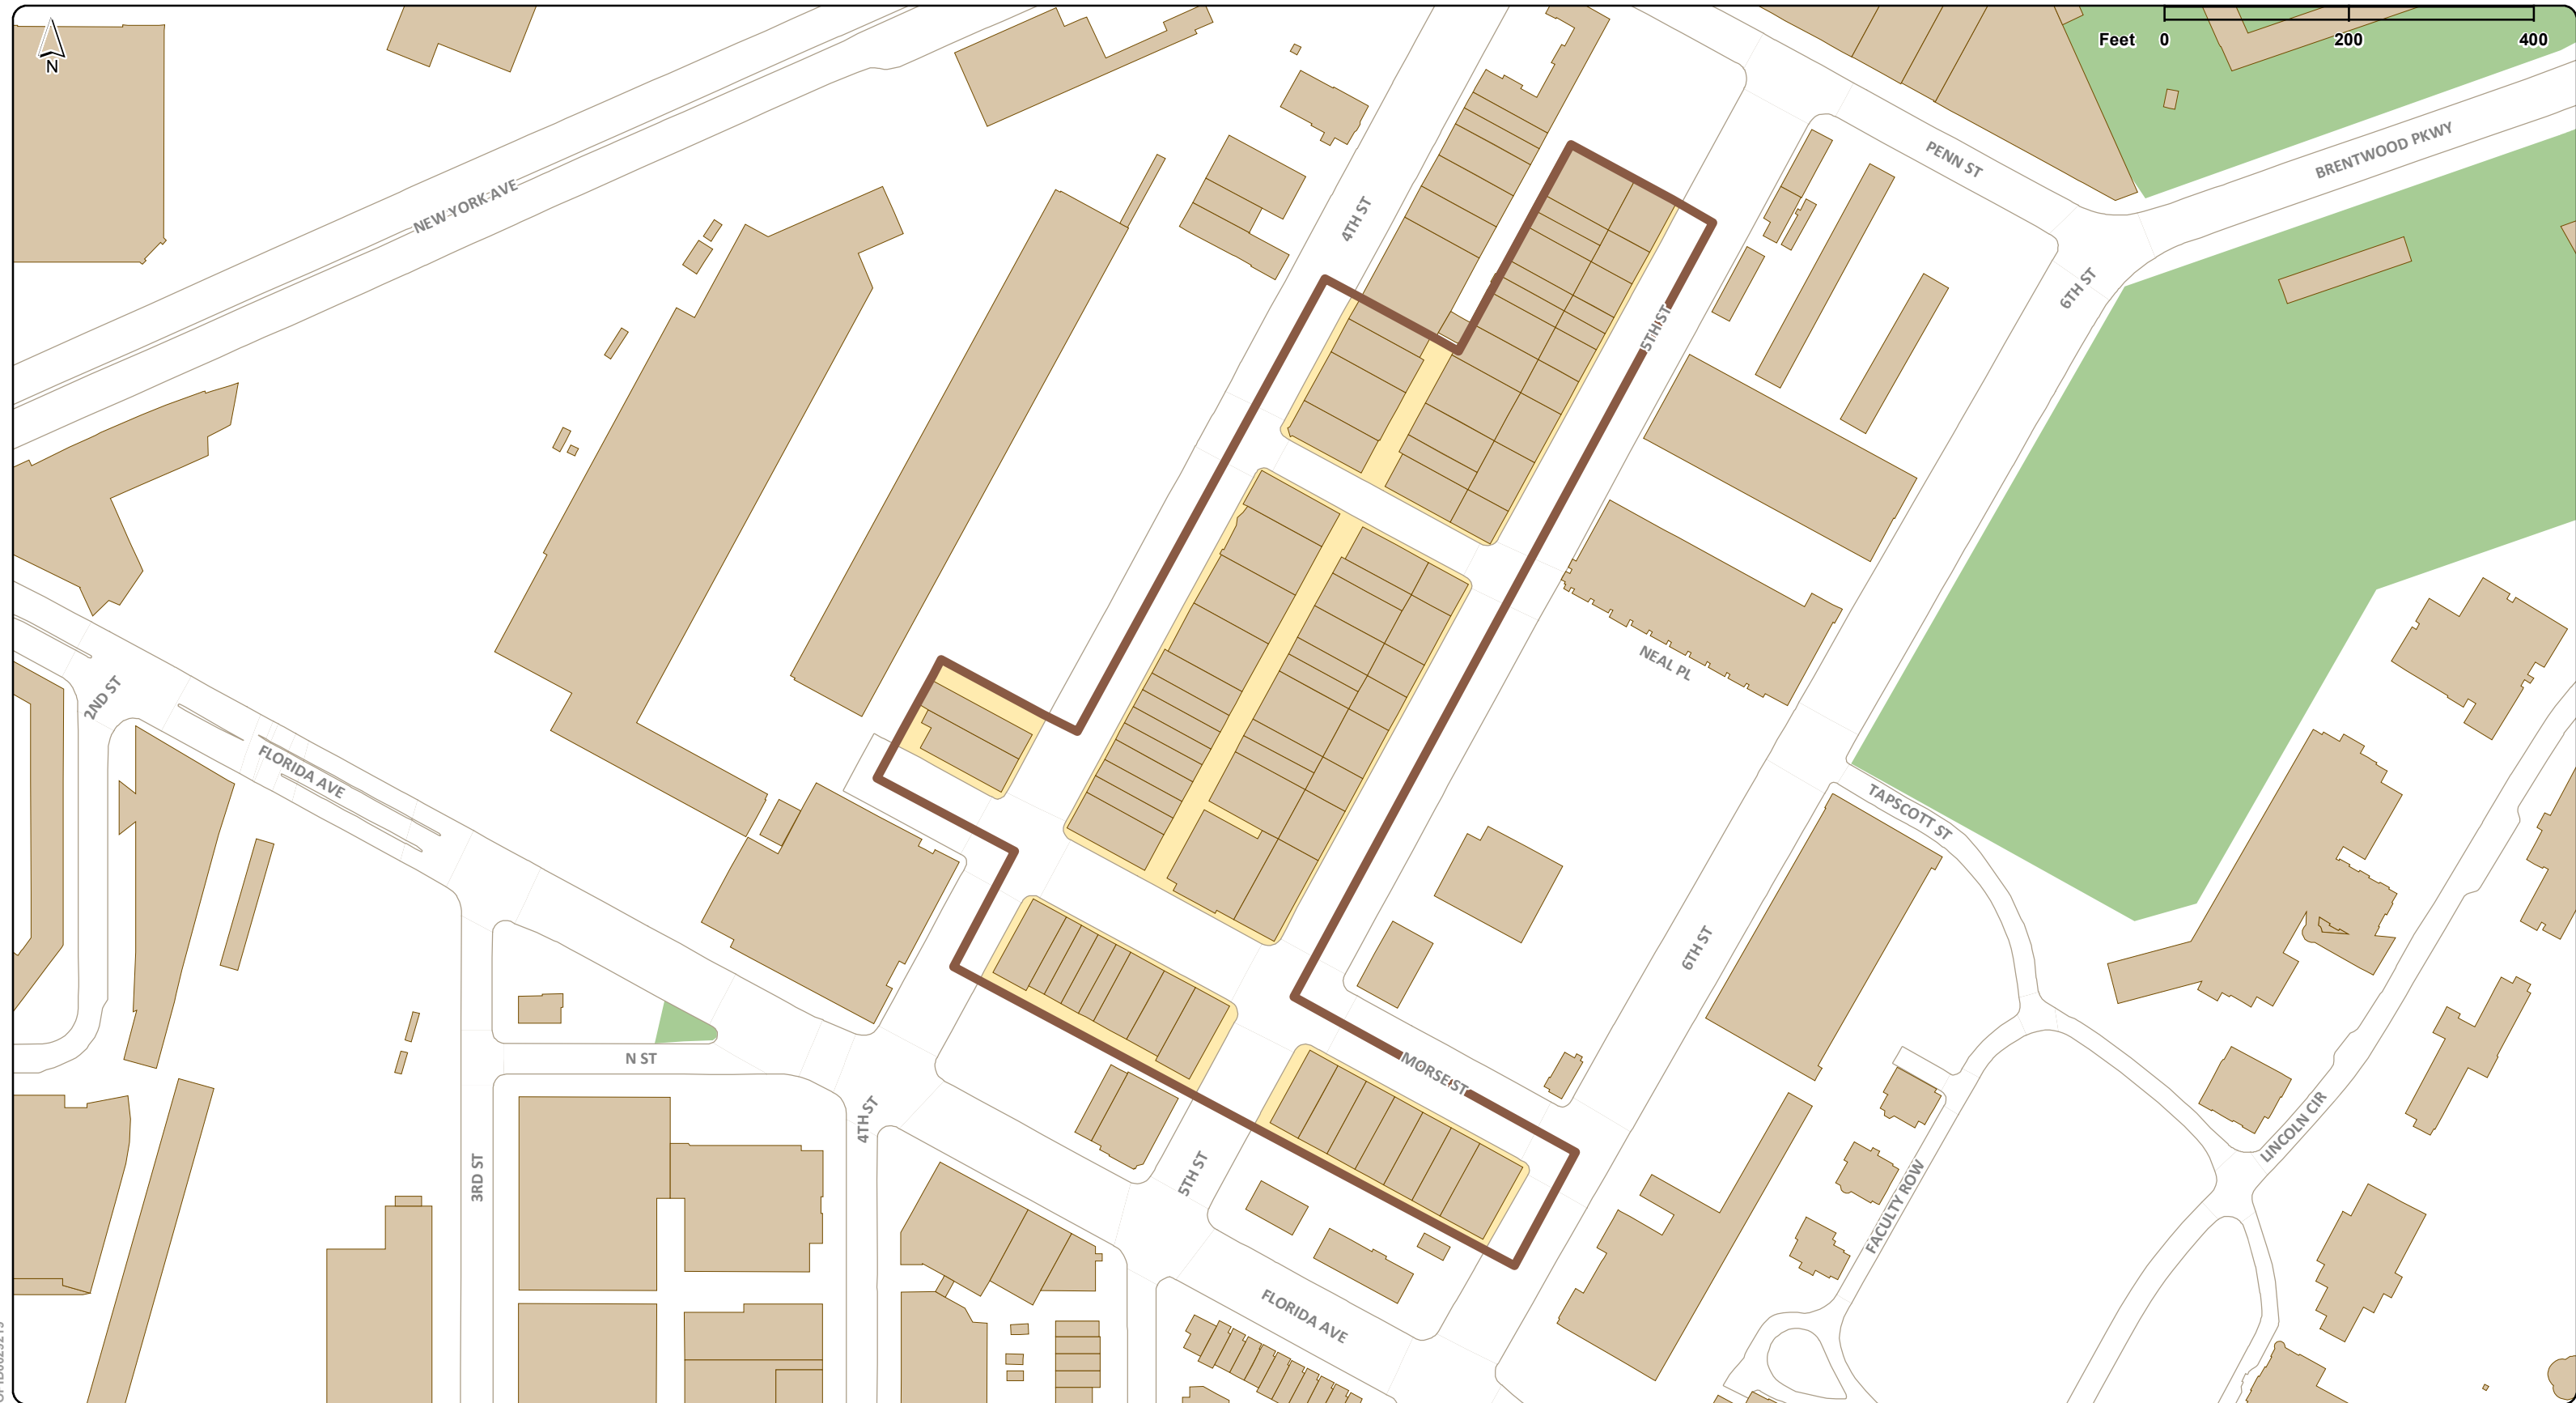 N
Feet 0 200 400
BRENTWOOD PKWY
PENN ST
NEW YORK AVE
4TH ST
6TH ST
5TH ST
NEAL PL
2ND ST
FLORIDA AVE
TAPSCOTT ST
6TH ST
N ST
MORSE ST
4TH ST
LINCOLN CIR
3RD ST
5TH ST
FACULTY ROW
FLORIDA AVE